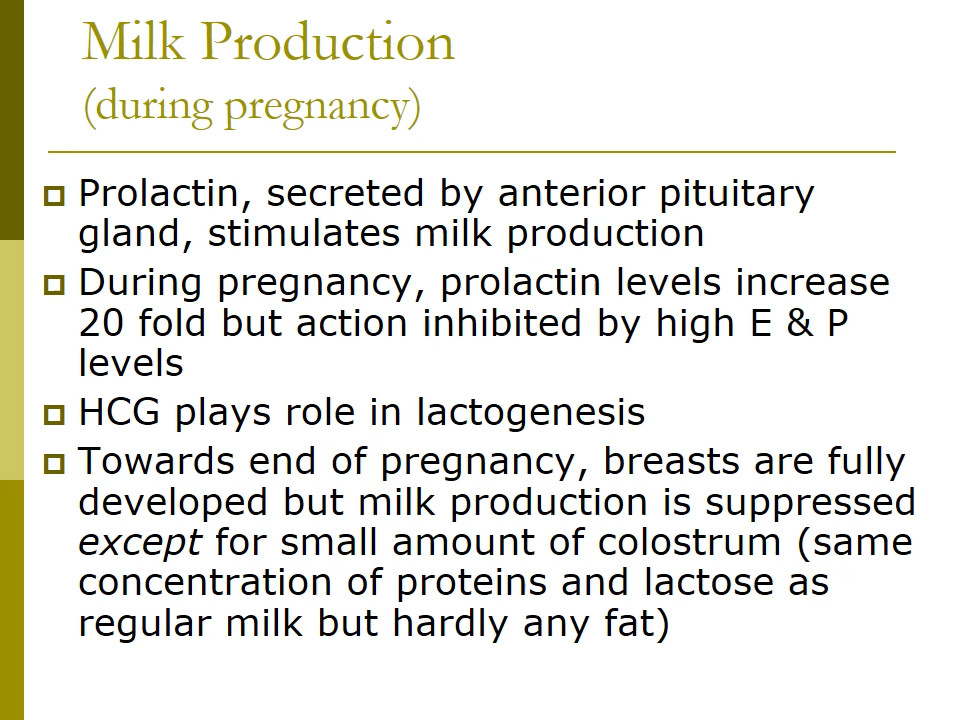 Milk Production
(during pregnancy)
Prolactin, secreted by anterior pituitary
gland, stimulates milk production
During pregnancy, prolactin levels increase
20 fold but action inhibited by high E & P
levels
HCG plays role in lactogenesis
Towards end of pregnancy, breasts are fully
developed but milk production is suppressed
except for small amount of colostrum (same
concentration of proteins and lactose as
regular milk but hardly any fat)